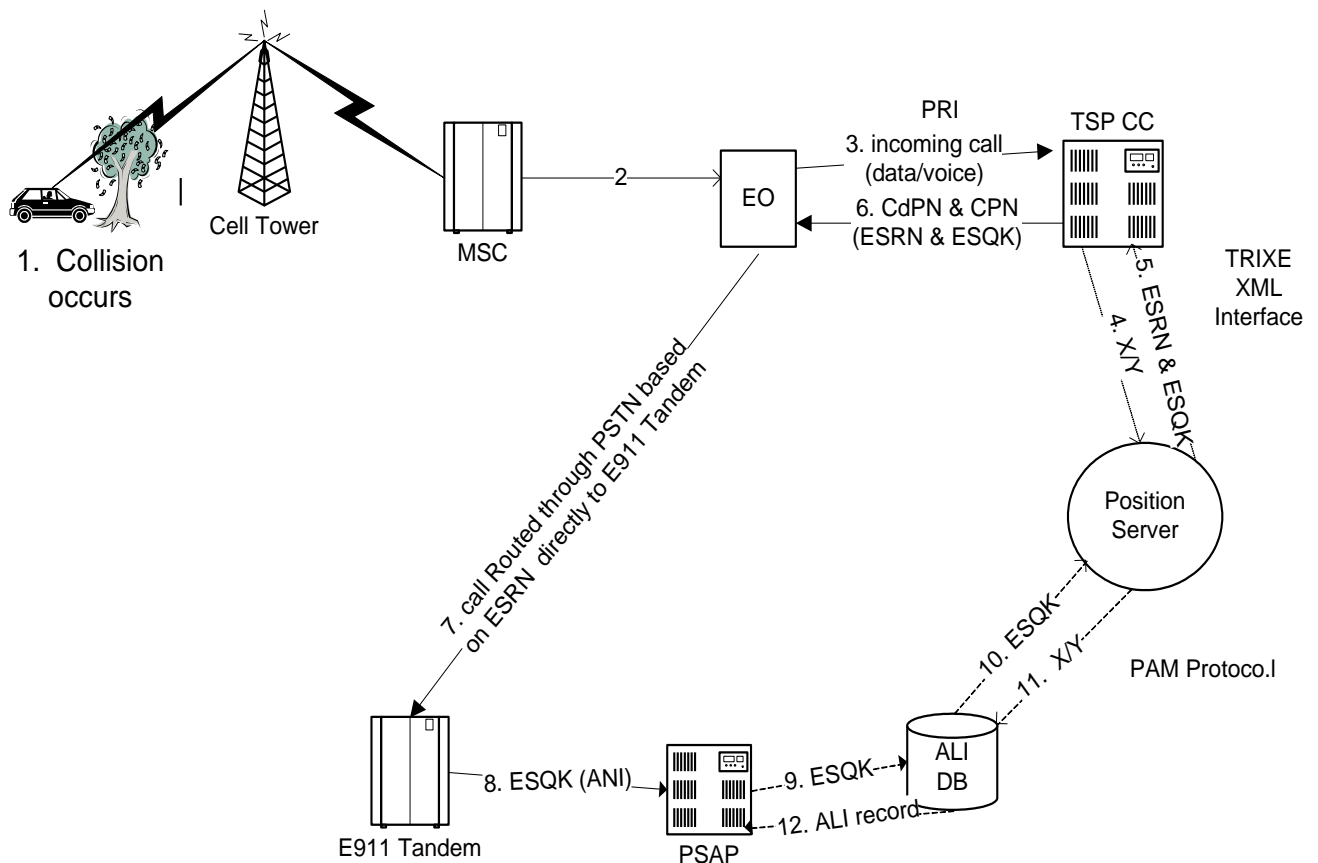 PRI
TSP CC
3. incoming call
(data/voice)
2
EO
6. CdPN & CPN
(ESRN & ESQK)
Cell Tower
MSC
1. Collision
occurs
5. ESRN & ESQK
TRIXE
XML
Interface
4. X/Y
7. call Routed through PSTN based
on ESRN directly to E911 Tandem
Position
Server
10. ESQK
11. X/Y
PAM Protoco.l
ALI
DB
8. ESQK (ANI)
9. ESQK
12. ALI record
E911 Tandem
PSAP